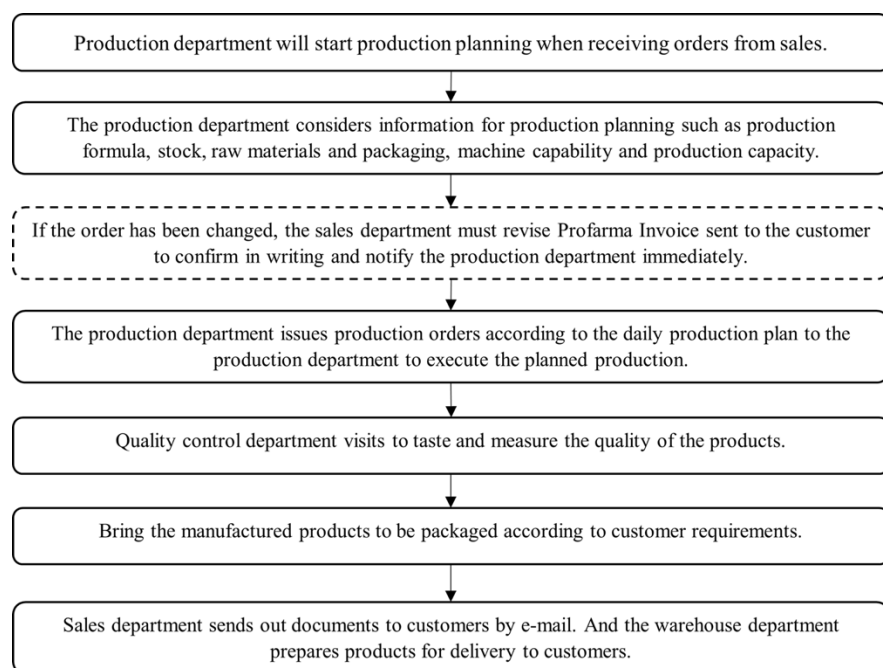 Production department will start production planning when receiving orders from sales.
The production department considers information for production planning such as production
formula, stock, raw materials and packaging, machine capability and production capacity.
If the order has been changed, the sales department must revise Profarma Invoice sent to the customer
to confirm in writing and notify the production department immediately.
The production department issues production orders according to the daily production plan to the
production department to execute the planned production.
Quality control department visits to taste and measure the quality of the products.
Bring the manufactured products to be packaged according to customer requirements.
Sales department sends out documents to customers by e-mail. And the warehouse department
prepares products for delivery to customers.